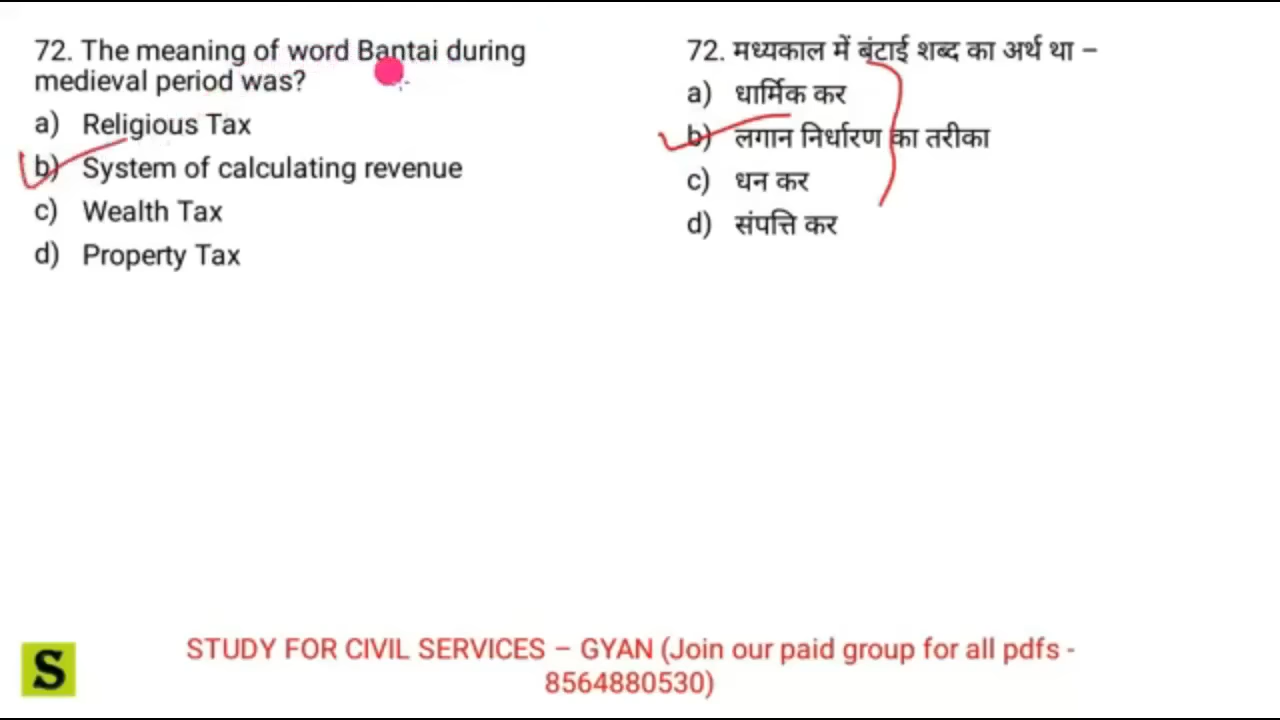 72. The meaning of word Bantai during
medieval period was?
a) Religious Tax
b) System of calculating revenue
c) Wealth Tax
d) Property Tax
72. मध्यकाल में बंटाई शब्द का अर्थ था –
a) धार्मिक कर
b) लगान निर्धारण का तरीका
c) धन कर
d) संपत्ति कर
S
STUDY FOR CIVIL SERVICES – GYAN (Join our paid group for all pdfs -
8564880530)